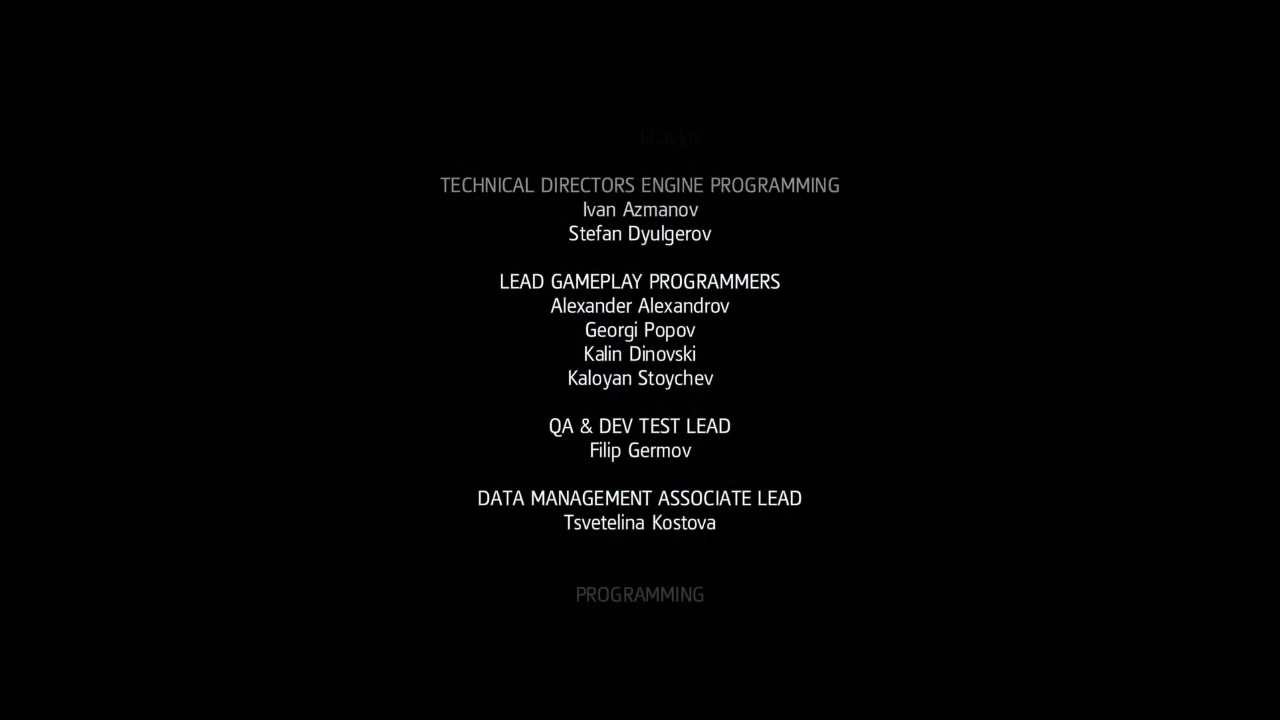 TECHNICAL DIRECTORS ENGINE PROGRAMMING
Ivan Azmanov
Stefan Dyulgerov
LEAD GAMEPLAY PROGRAMMERS
Alexander Alexandrov
Georgi Popov
Kalin Dinovski
Kaloyan Stoychev
QA & DEV TEST LEAD
Filip Germov
DATA MANAGEMENT ASSOCIATE LEAD
Tsvetelina Kostova
PROGRAMMING